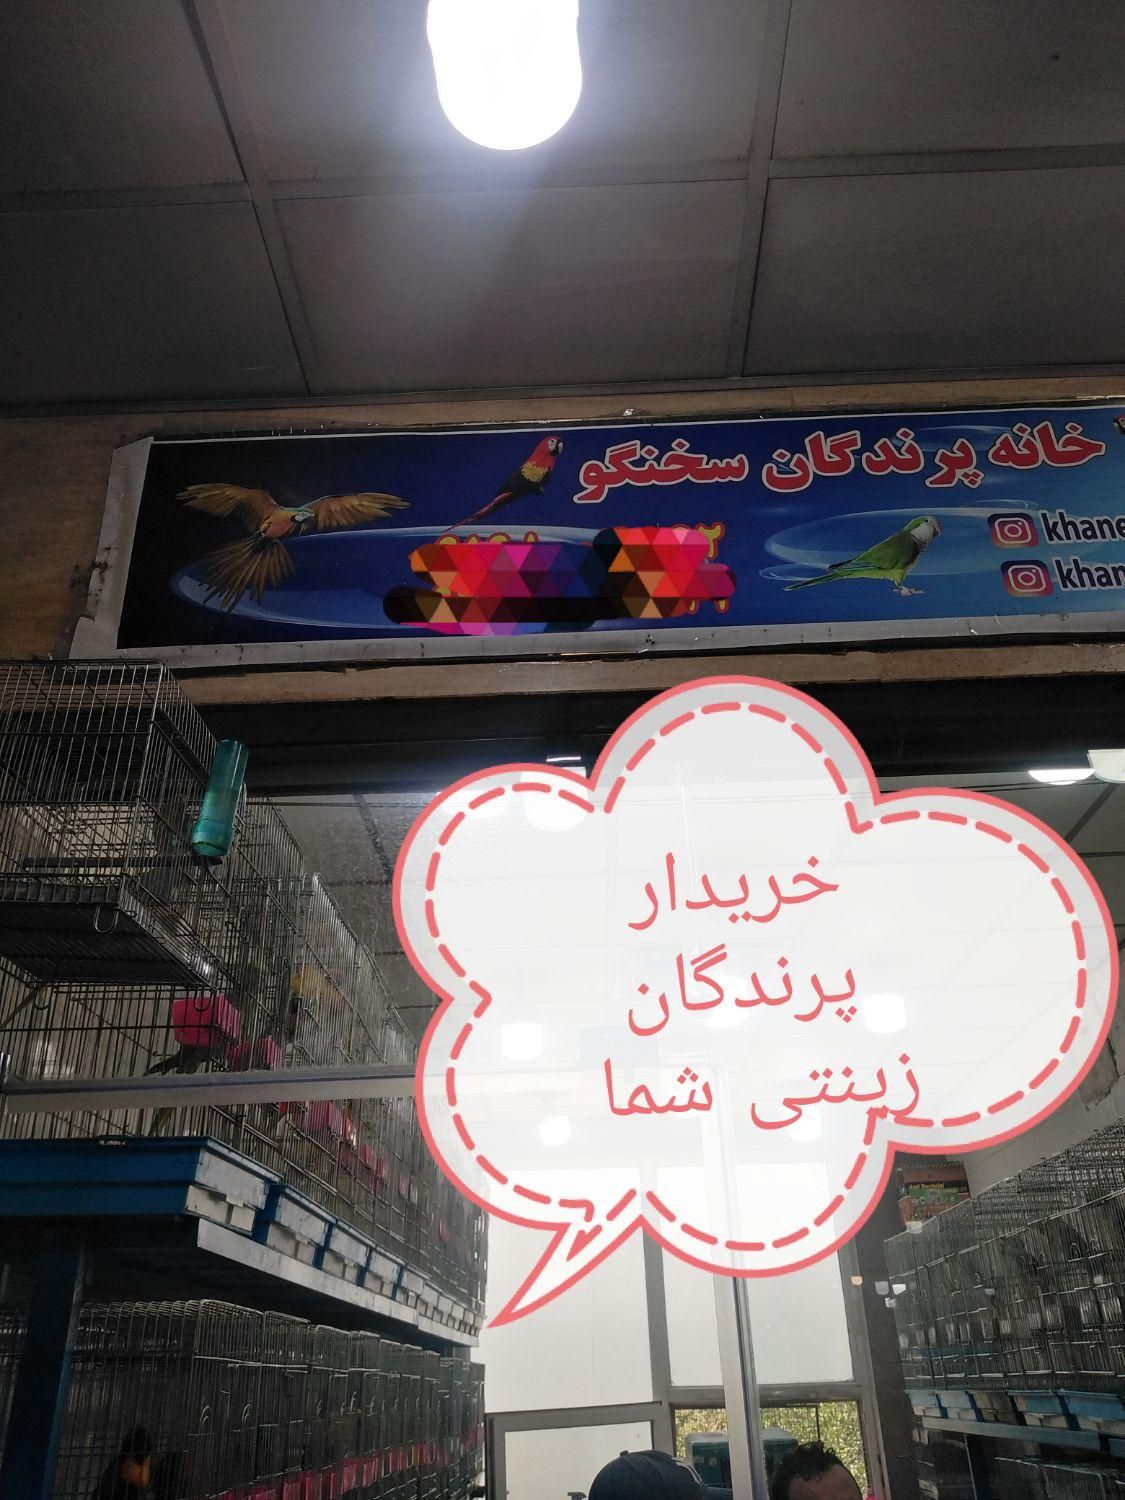 خانه پرندگان سخنگو
khane
khan
خریدار
پرندگان
زینتی شما